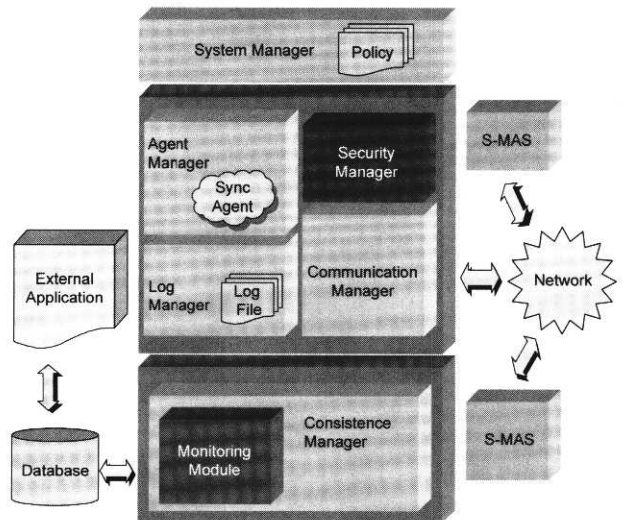 System Manager
Policy
Agent
Manager
Sync
Agent
Security
Manager
S-MAS
External
Application
Log
Manager
Log
File
Communication
Manager
Network
Database
Monitoring
Module
Consistence
Manager
S-MAS